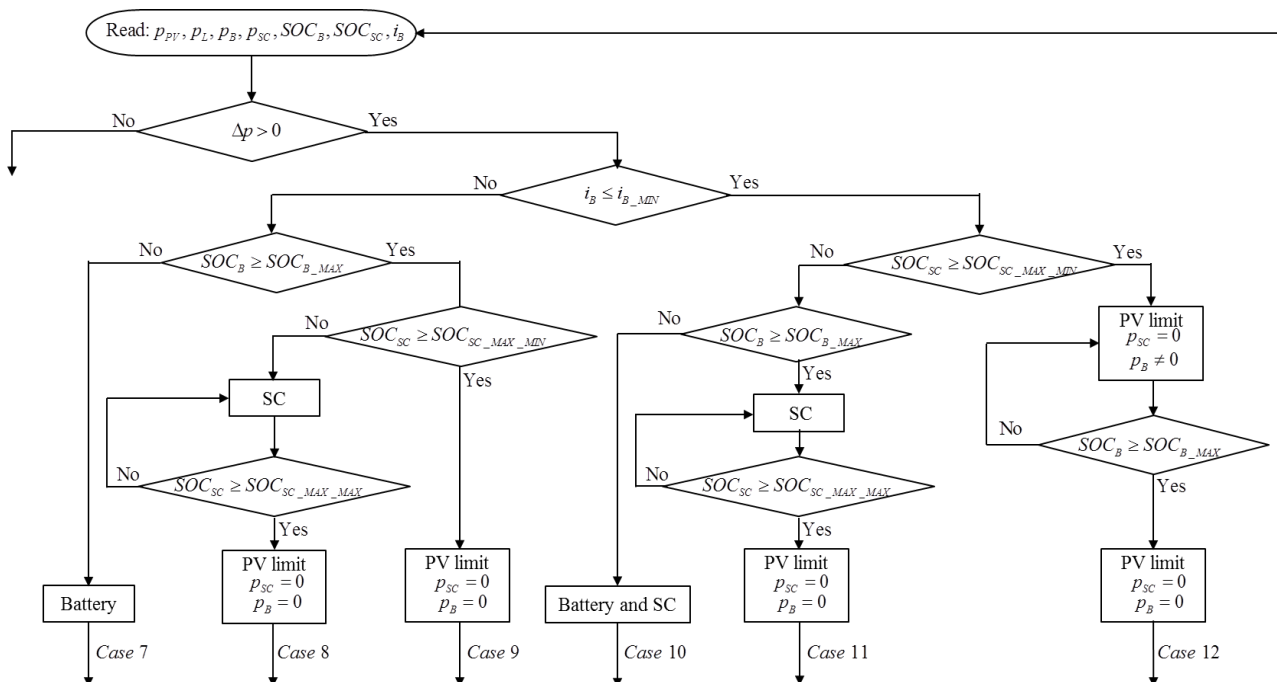 Read: p_PV, p_L, p_B, p_SC, SOC_B, SOC_SC, i_B
No
Δp > 0
Yes
No
i_B ≤ i_B_MIN
Yes
No
SOC_B ≥ SOC_B_MAX
Yes
No
SOC_SC ≥ SOC_SC_MAX_MIN
Yes
No
SOC_SC ≥ SOC_SC_MAX_MIN
Yes
No
SOC_B ≥ SOC_B_MAX
Yes
PV limit
p_SC = 0
p_B ≠ 0
SC
SC
No
SOC_B ≥ SOC_B_MAX
Yes
No
SOC_SC ≥ SOC_SC_MAX_MAX
Yes
No
SOC_SC ≥ SOC_SC_MAX_MAX
Yes
Battery
PV limit
p_SC = 0
p_B = 0
PV limit
p_SC = 0
p_B = 0
Battery and SC
PV limit
p_SC = 0
p_B = 0
PV limit
p_SC = 0
p_B = 0
Case 7
Case 8
Case 9
Case 10
Case 11
Case 12